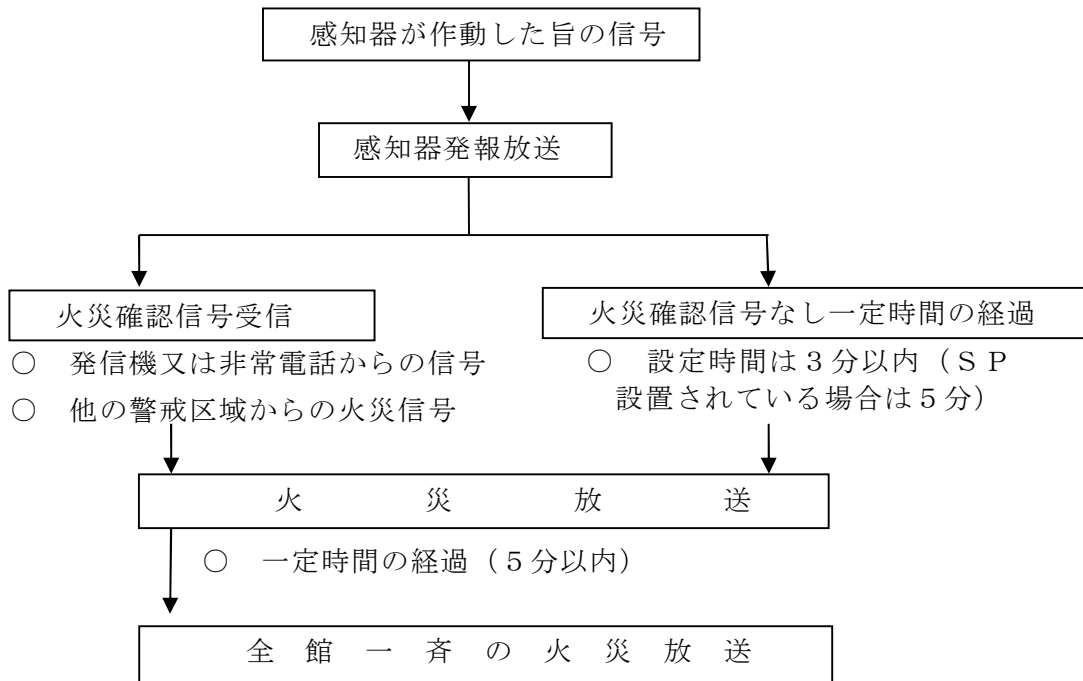 感知器が作動した旨の信号
感知器発報放送
火災確認信号受信
○　発信機又は非常電話からの信号
○　他の警戒区域からの火災信号
火災確認信号なし一定時間の経過
○　設定時間は３分以内（ＳＰ
設置されている場合は５分）
火　災　放　送
○　一定時間の経過（５分以内）
全　館　一　斉　の　火　災　放　送